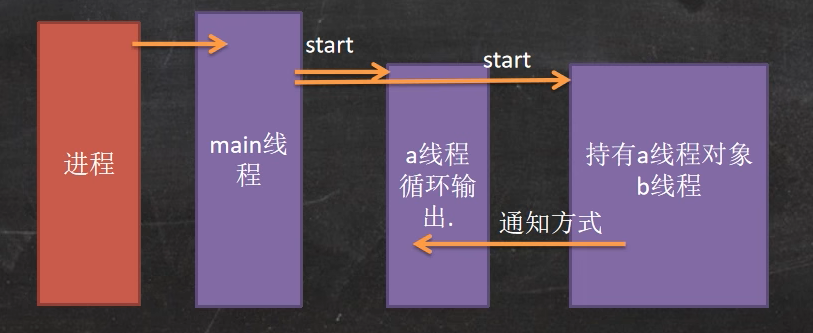 start
start
进程
main线
程
a线程
循环输
出.
持有a线程对象
b线程
通知方式